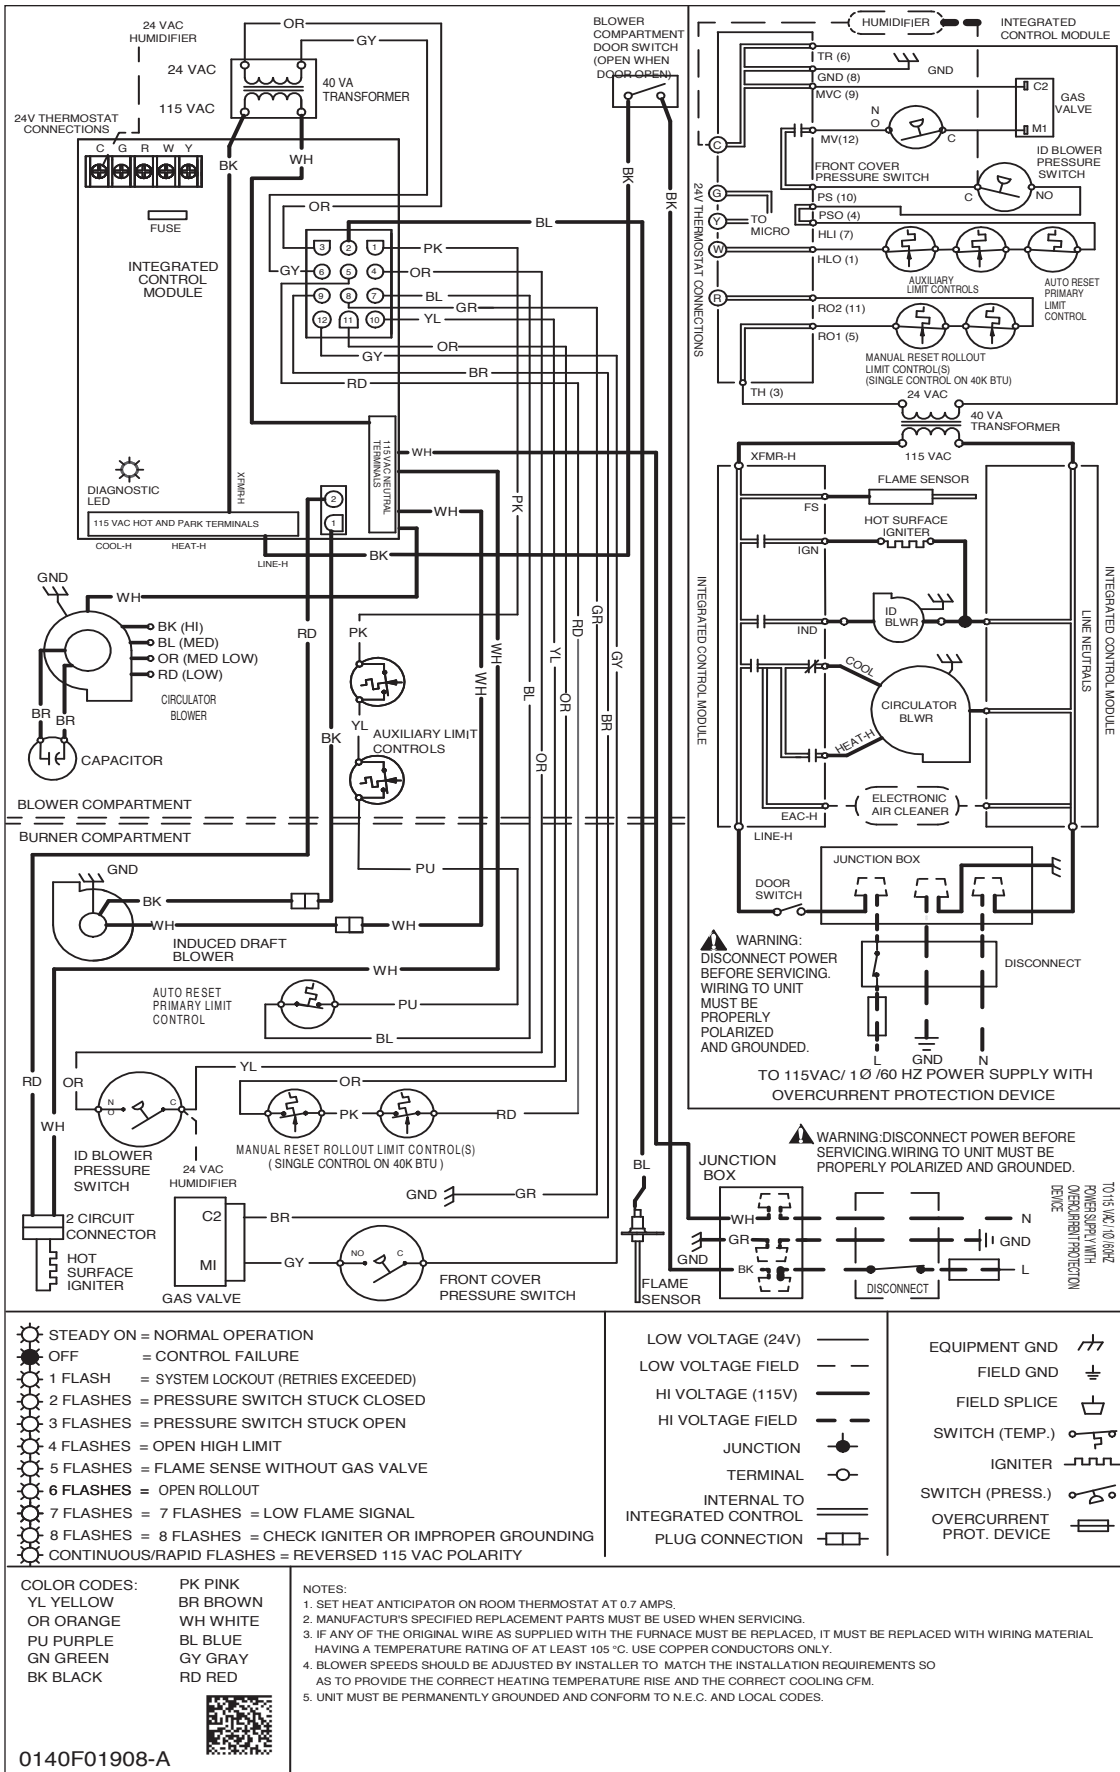 24 VAC
HUMIDIFIER
OR
GY
24 VAC
115 VAC
40 VA
TRANSFORMER
24V THERMOSTAT
CONNECTIONS
C G R W Y
BK
WH
FUSE
INTEGRATED
CONTROL
MODULE
OR
GY
3 2 1
6 5 4
9 8 7
12 11 10
BL
PK
OR
BL
GR
YL
OR
GY
BR
RD
BLOWER
COMPARTMENT
DOOR SWITCH
(OPEN WHEN
DOOR OPEN)
BK
BK
DIAGNOSTIC
LED
XFMR-H
115 VAC NEUTRAL
TERMINALS
2
1
115 VAC HOT AND PARK TERMINALS
COOL-H
HEAT-H
LINE-H
WH
WH
BK
PK
GND
WH
BK (HI)
BL (MED)
OR (MED LOW)
RD (LOW)
CIRCULATOR
BLOWER
BR
BR
CAPACITOR
RD
BK
PK
YL
AUXILIARY LIMIT
CONTROLS
WH
WH
BL
OR
YL
OR
RD
GR
BR
GY
BLOWER COMPARTMENT
BURNER COMPARTMENT
PU
GND
BK
WH
WH
INDUCED DRAFT
BLOWER
WH
AUTO RESET
PRIMARY LIMIT
CONTROL
PU
BL
YL
RD
OR
WH
N
O
C
OR
PK
RD
MANUAL RESET ROLLOUT LIMIT CONTROL(S)
( SINGLE CONTROL ON 40K BTU )
ID BLOWER
PRESSURE
SWITCH
24 VAC
HUMIDIFIER
2 CIRCUIT
CONNECTOR
HOT
SURFACE
IGNITER
C2
MI
GAS VALVE
GND
GR
BR
GY
NO
C
FRONT COVER
PRESSURE SWITCH
BL
FLAME
SENSOR
HUMIDIFIER
INTEGRATED
CONTROL MODULE
TR (6)
GND (8)
GND
MVC (9)
C2
GAS
VALVE
M1
N
O
C
MV(12)
C
FRONT COVER
PRESSURE SWITCH
ID BLOWER
PRESSURE
SWITCH
C
NO
PS (10)
PSO (4)
HLI (7)
HLO (1)
24V THERMOSTAT CONNECTIONS
G
Y
TO
MICRO
W
R
AUXILIARY
LIMIT CONTROLS
AUTO RESET
PRIMARY
LIMIT
CONTROL
RO2 (11)
RO1 (5)
MANUAL RESET ROLLOUT
LIMIT CONTROL(S)
(SINGLE CONTROL ON 40K BTU)
TH (3)
24 VAC
40 VA
TRANSFORMER
115 VAC
XFMR-H
FLAME SENSOR
FS
HOT SURFACE
IGNITER
IGN
ID
BLWR
IND
COOL
CIRCULATOR
BLWR
HEAT-H
ELECTRONIC
AIR CLEANER
EAC-H
LINE-H
INTEGRATED CONTROL MODULE
LINE NEUTRALS
INTEGRATED CONTROL MODULE
JUNCTION BOX
DOOR
SWITCH
WARNING:
DISCONNECT POWER
BEFORE SERVICING.
WIRING TO UNIT
MUST BE
PROPERLY
POLARIZED
AND GROUNDED.
DISCONNECT
L
GND
N
TO 115VAC/ 1Ø /60 HZ POWER SUPPLY WITH
OVERCURRENT PROTECTION DEVICE
WARNING:DISCONNECT POWER BEFORE
SERVICING.WIRING TO UNIT MUST BE
PROPERLY POLARIZED AND GROUNDED.
JUNCTION
BOX
WH
GR
GND
BK
DISCONNECT
N
GND
L
TO 115 VAC/ 1Ø /60HZ
POWER SUPPLY WITH
OVERCURRENT PROTECTION
DEVICE
STEADY ON = NORMAL OPERATION
OFF = CONTROL FAILURE
1 FLASH = SYSTEM LOCKOUT (RETRIES EXCEEDED)
2 FLASHES = PRESSURE SWITCH STUCK CLOSED
3 FLASHES = PRESSURE SWITCH STUCK OPEN
4 FLASHES = OPEN HIGH LIMIT
5 FLASHES = FLAME SENSE WITHOUT GAS VALVE
6 FLASHES = OPEN ROLLOUT
7 FLASHES = 7 FLASHES = LOW FLAME SIGNAL
8 FLASHES = 8 FLASHES = CHECK IGNITER OR IMPROPER GROUNDING
CONTINUOUS/RAPID FLASHES = REVERSED 115 VAC POLARITY
LOW VOLTAGE (24V)
LOW VOLTAGE FIELD
HI VOLTAGE (115V)
HI VOLTAGE FIELD
JUNCTION
TERMINAL
INTERNAL TO
INTEGRATED CONTROL
PLUG CONNECTION
EQUIPMENT GND
FIELD GND
FIELD SPLICE
SWITCH (TEMP.)
IGNITER
SWITCH (PRESS.)
OVERCURRENT
PROT. DEVICE
COLOR CODES:
YL YELLOW
OR ORANGE
PU PURPLE
GN GREEN
BK BLACK
PK PINK
BR BROWN
WH WHITE
BL BLUE
GY GRAY
RD RED
0140F01908-A
NOTES:
1. SET HEAT ANTICIPATOR ON ROOM THERMOSTAT AT 0.7 AMPS.
2. MANUFACTUR'S SPECIFIED REPLACEMENT PARTS MUST BE USED WHEN SERVICING.
3. IF ANY OF THE ORIGINAL WIRE AS SUPPLIED WITH THE FURNACE MUST BE REPLACED, IT MUST BE REPLACED WITH WIRING MATERIAL
HAVING A TEMPERATURE RATING OF AT LEAST 105 °C. USE COPPER CONDUCTORS ONLY.
4. BLOWER SPEEDS SHOULD BE ADJUSTED BY INSTALLER TO MATCH THE INSTALLATION REQUIREMENTS SO
AS TO PROVIDE THE CORRECT HEATING TEMPERATURE RISE AND THE CORRECT COOLING CFM.
5. UNIT MUST BE PERMANENTLY GROUNDED AND CONFORM TO N.E.C. AND LOCAL CODES.